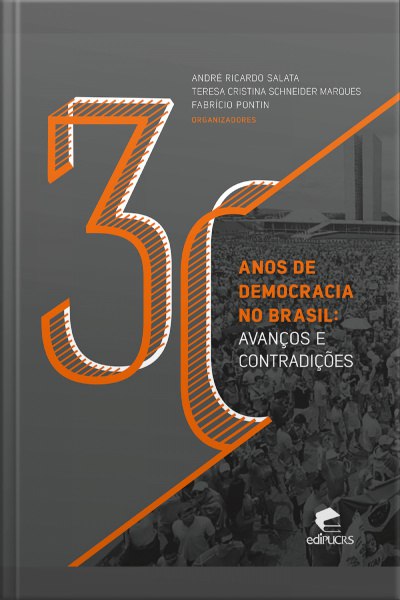 ANDRÉ RICARDO SALATA
TERESA CRISTINA SCHNEIDER MARQUES
FABRÍCIO PONTIN
ORGANIZADORES
30
ANOS DE
DEMOCRACIA
NO BRASIL:
AVANÇOS E
CONTRADIÇÕES
ediPUCRS